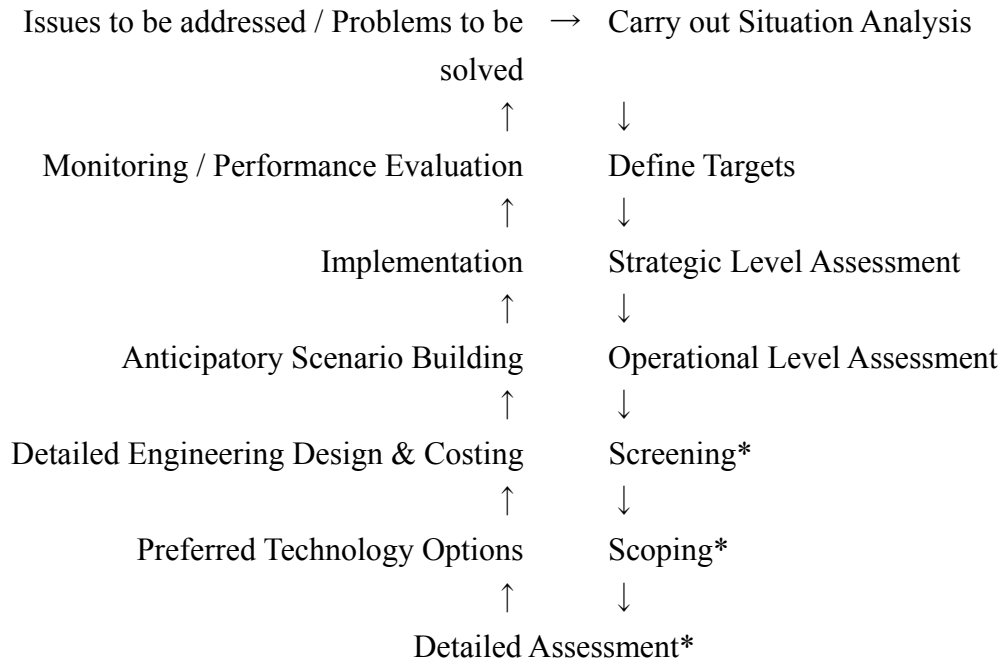 Issues to be addressed / Problems to be → Carry out Situation Analysis
solved
↑ ↓
Monitoring / Performance Evaluation Define Targets
↑ ↓
Implementation Strategic Level Assessment
↑ ↓
Anticipatory Scenario Building Operational Level Assessment
↑ ↓
Detailed Engineering Design & Costing Screening*
↑ ↓
Preferred Technology Options Scoping*
↑ ↓
Detailed Assessment*